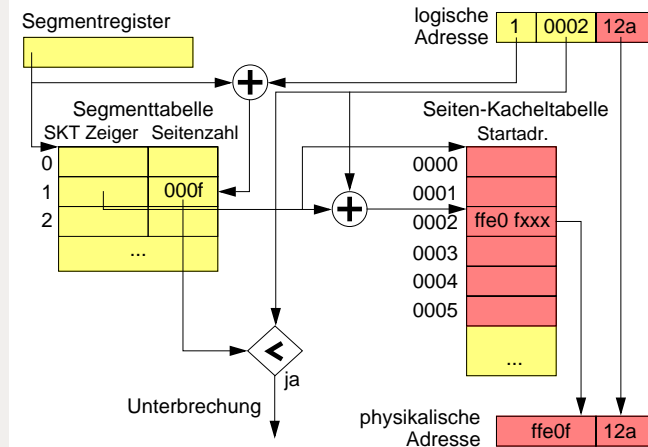 Segmentregister
logische Adresse
1 0002 12a
Segmenttabelle
SKT Zeiger Seitenzahl
0
1 000f
2
...
Seiten-Kacheltabelle
Startadr.
0000
0001
0002 ffe0 fxxx
0003
0004
0005
...
<
ja
Unterbrechung
physikalische Adresse
ffe0f 12a